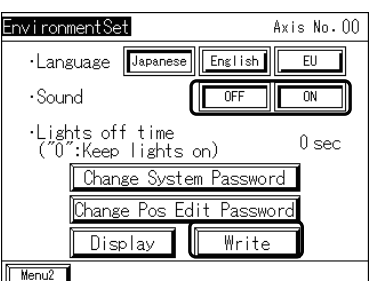 EnvironmentSet Axis No.00
·Language Japanese English EU
·Sound OFF ON
·Lights off time
("0":Keep lights on) 0 sec
Change System Password
Change Pos Edit Password
Display Write
Menu2